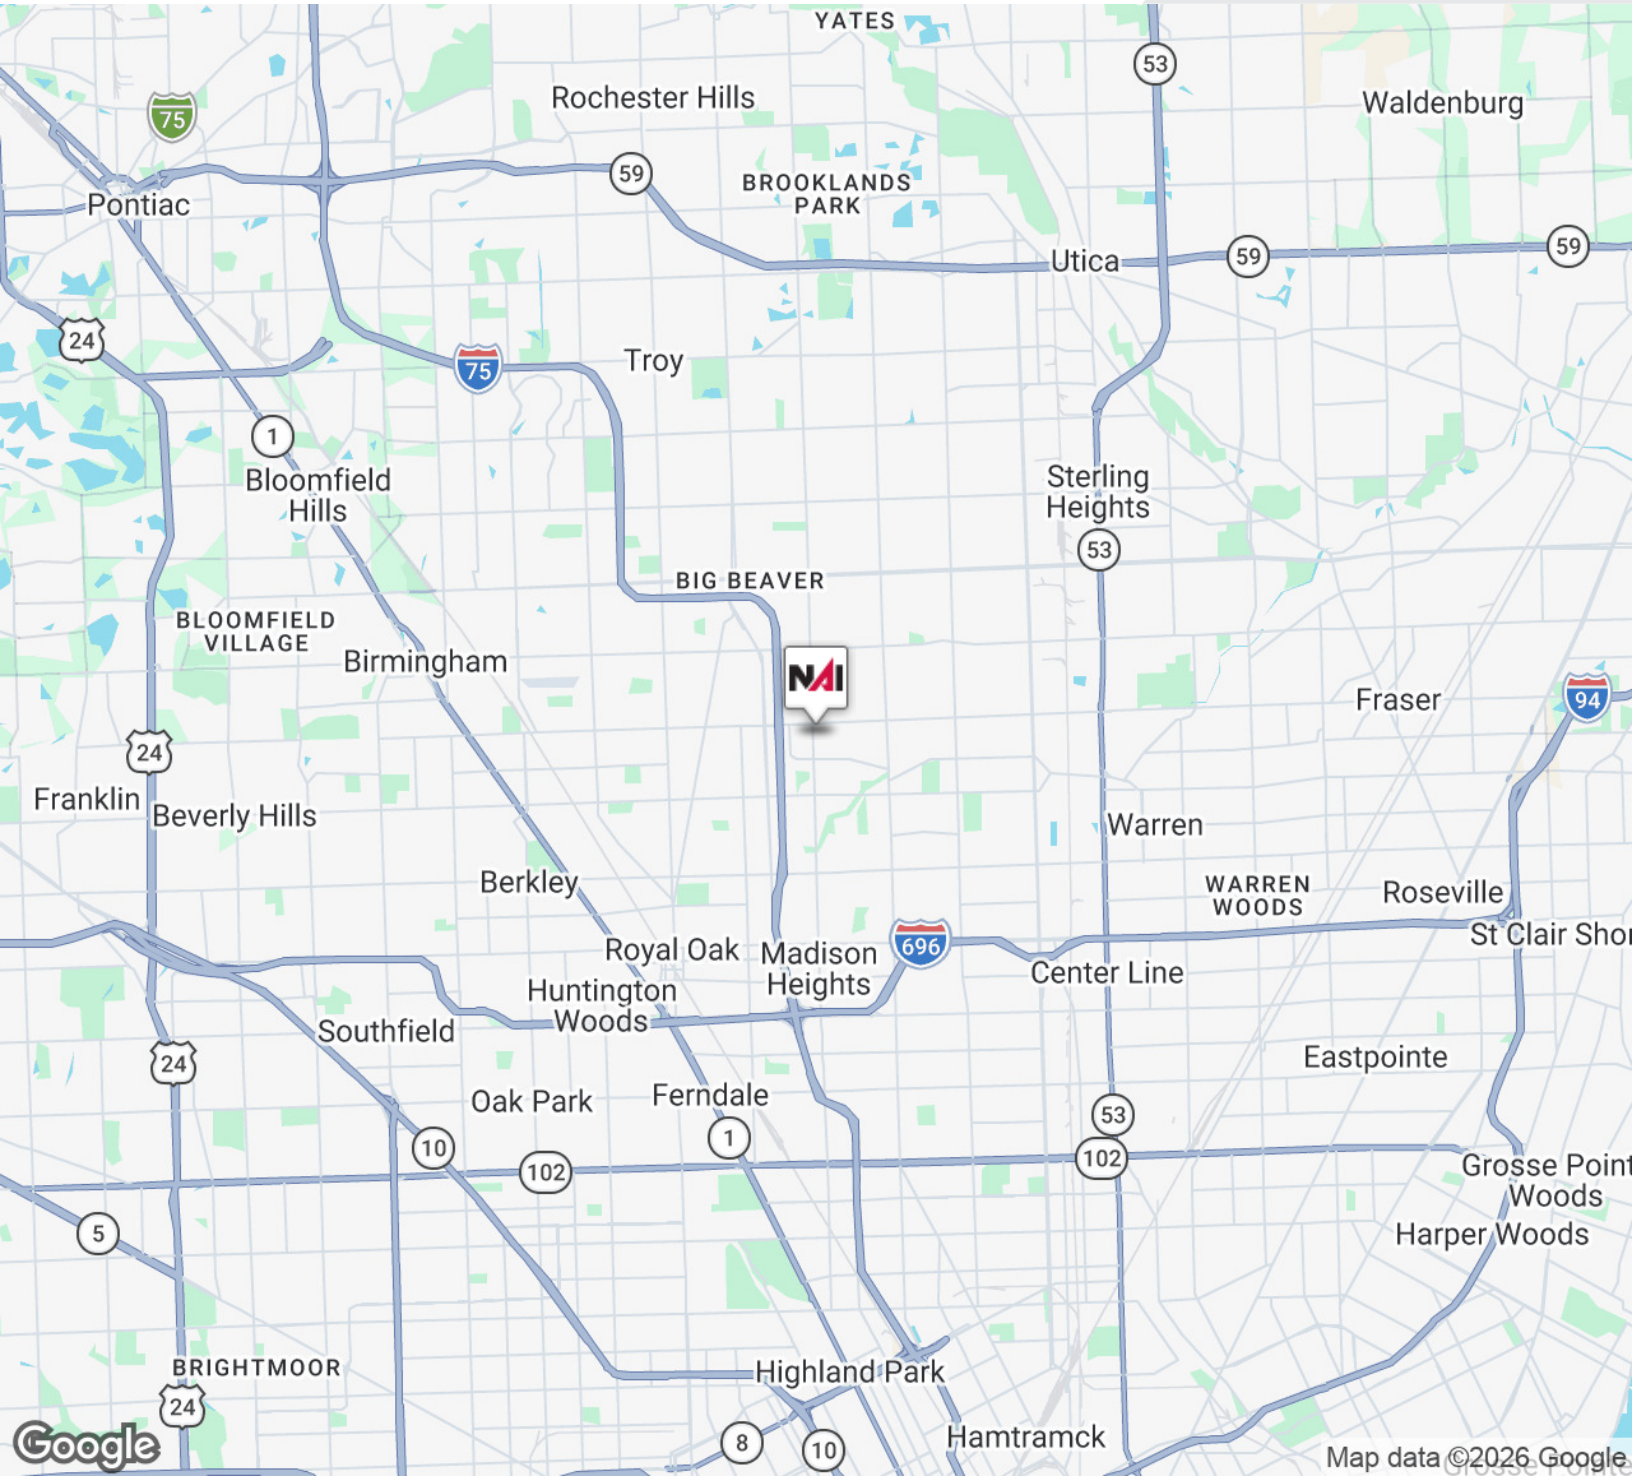 YATES
53
Rochester Hills
Waldenburg
75
59
BROOKLANDS
PARK
Pontiac
59
59
Utica
24
75
Troy
1
Bloomfield
Hills
Sterling
Heights
53
BIG BEAVER
BLOOMFIELD
VILLAGE
Birmingham
NAI
94
Fraser
24
Franklin
Beverly Hills
Warren
Berkley
WARREN
WOODS
Roseville
St Clair Shor
Royal Oak
Madison
Heights
696
Center Line
Huntington
Woods
Southfield
24
Eastpointe
Oak Park
Ferndale
53
1
10
102
102
Grosse Point
Woods
5
Harper Woods
BRIGHTMOOR
Highland Park
24
Hamtramck
8
10
Google
Map data ©2026 Google
Grosse Pointe